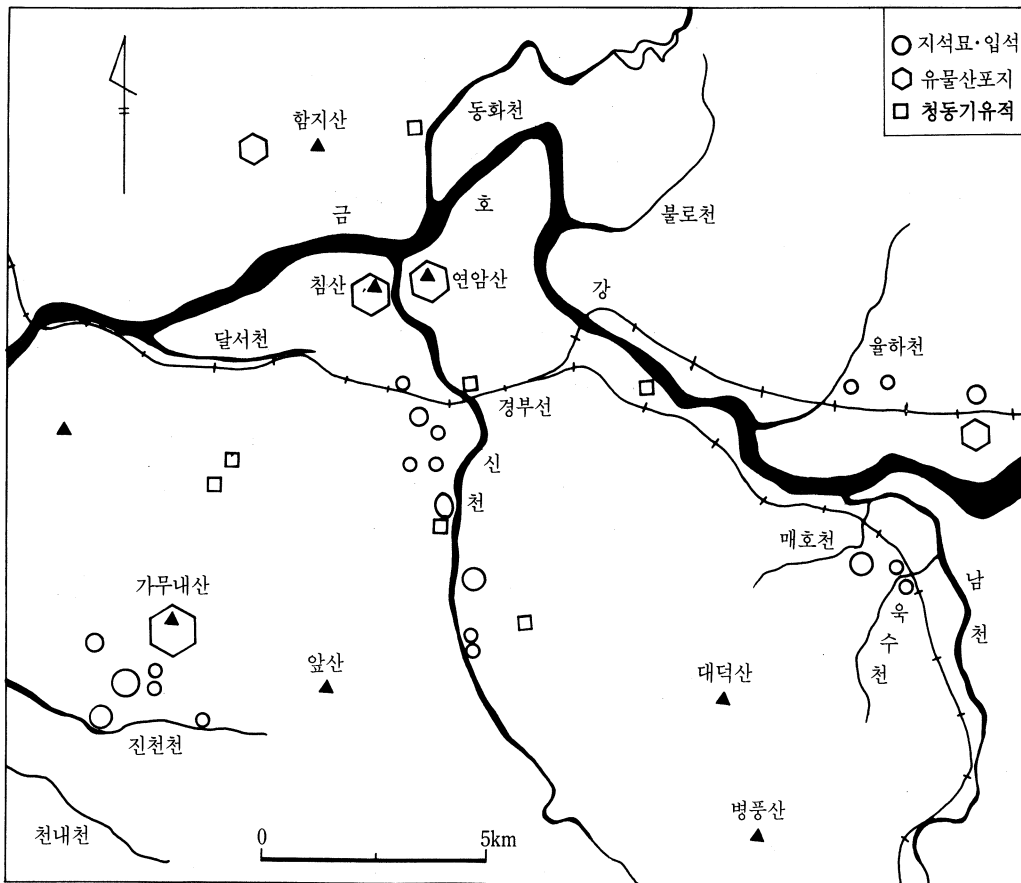 지석묘·입석
유물산포지
청동기유적
함지산
동화천
금
호
강
불로천
침산
연암산
달서천
율하천
경부선
신
천
매호천
남
천
욱
수
천
가무내산
앞산
대덕산
진천천
병풍산
천내천
0
5km